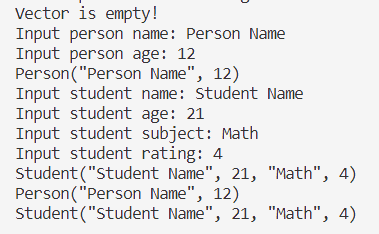 Vector is empty!
Input person name: Person Name
Input person age: 12
Person("Person Name", 12)
Input student name: Student Name
Input student age: 21
Input student subject: Math
Input student rating: 4
Student("Student Name", 21, "Math", 4)
Person("Person Name", 12)
Student("Student Name", 21, "Math", 4)